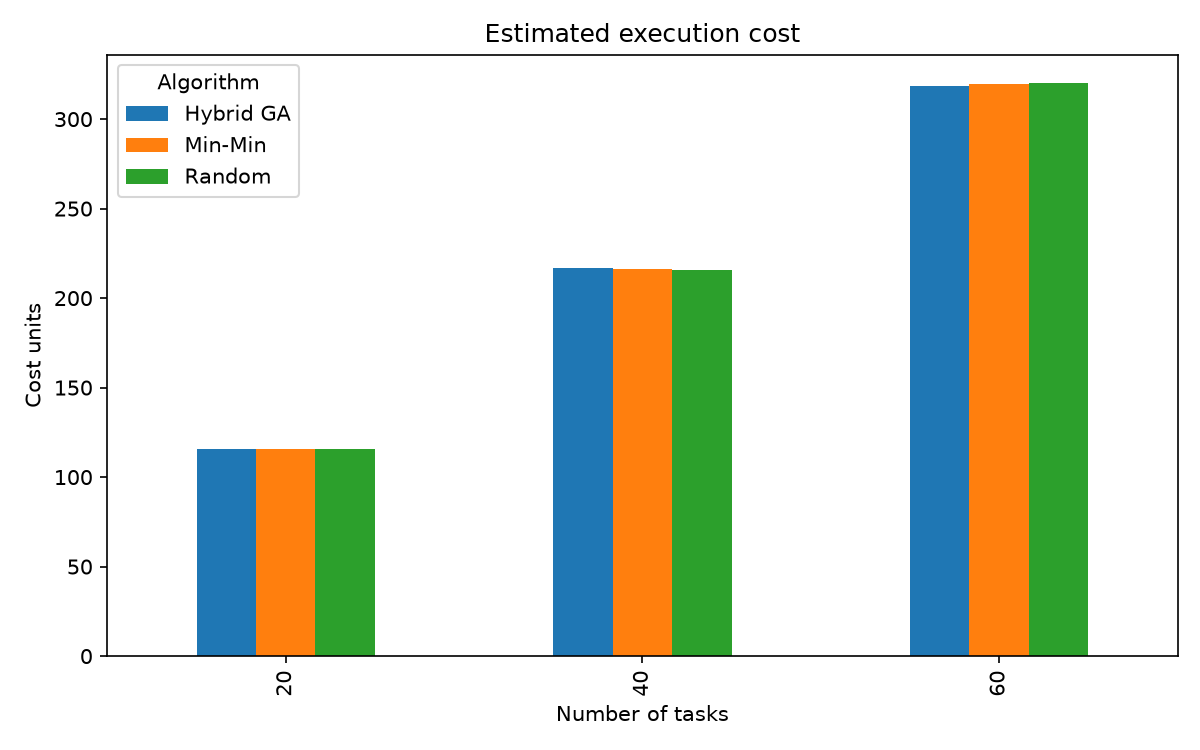 Estimated execution cost
Algorithm
Hybrid GA
Min-Min
Random
300
250
200
150
100
50
0
Cost units
20
40
60
Number of tasks